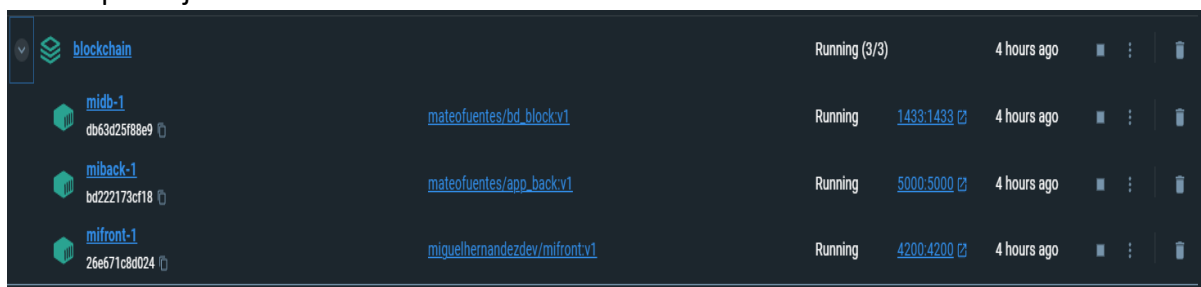 blockchain Running (3/3) 4 hours ago
midb-1
db63d25f88e9 mateofuentes/bd_block:v1 Running 1433:1433 4 hours ago
miback-1
bd222173cf18 mateofuentes/app_back:v1 Running 5000:5000 4 hours ago
mifront-1
26e671c8d024 miguelhernandezdev/mifront:v1 Running 4200:4200 4 hours ago